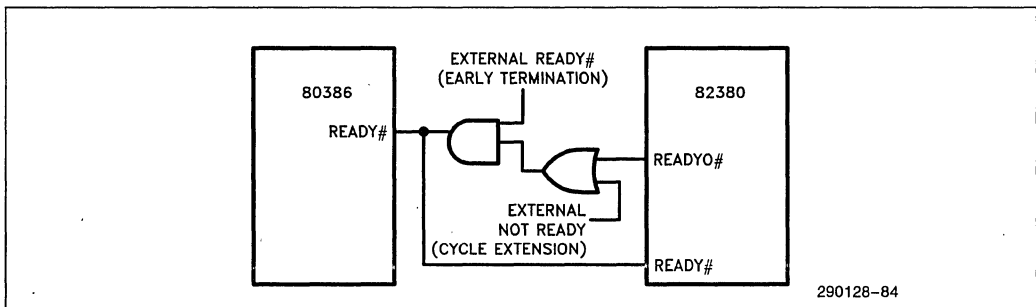 EXTERNAL READY#
(EARLY TERMINATION)
80386
82380
READY#
READYO#
EXTERNAL
NOT READY
(CYCLE EXTENSION)
READY#
290128-84